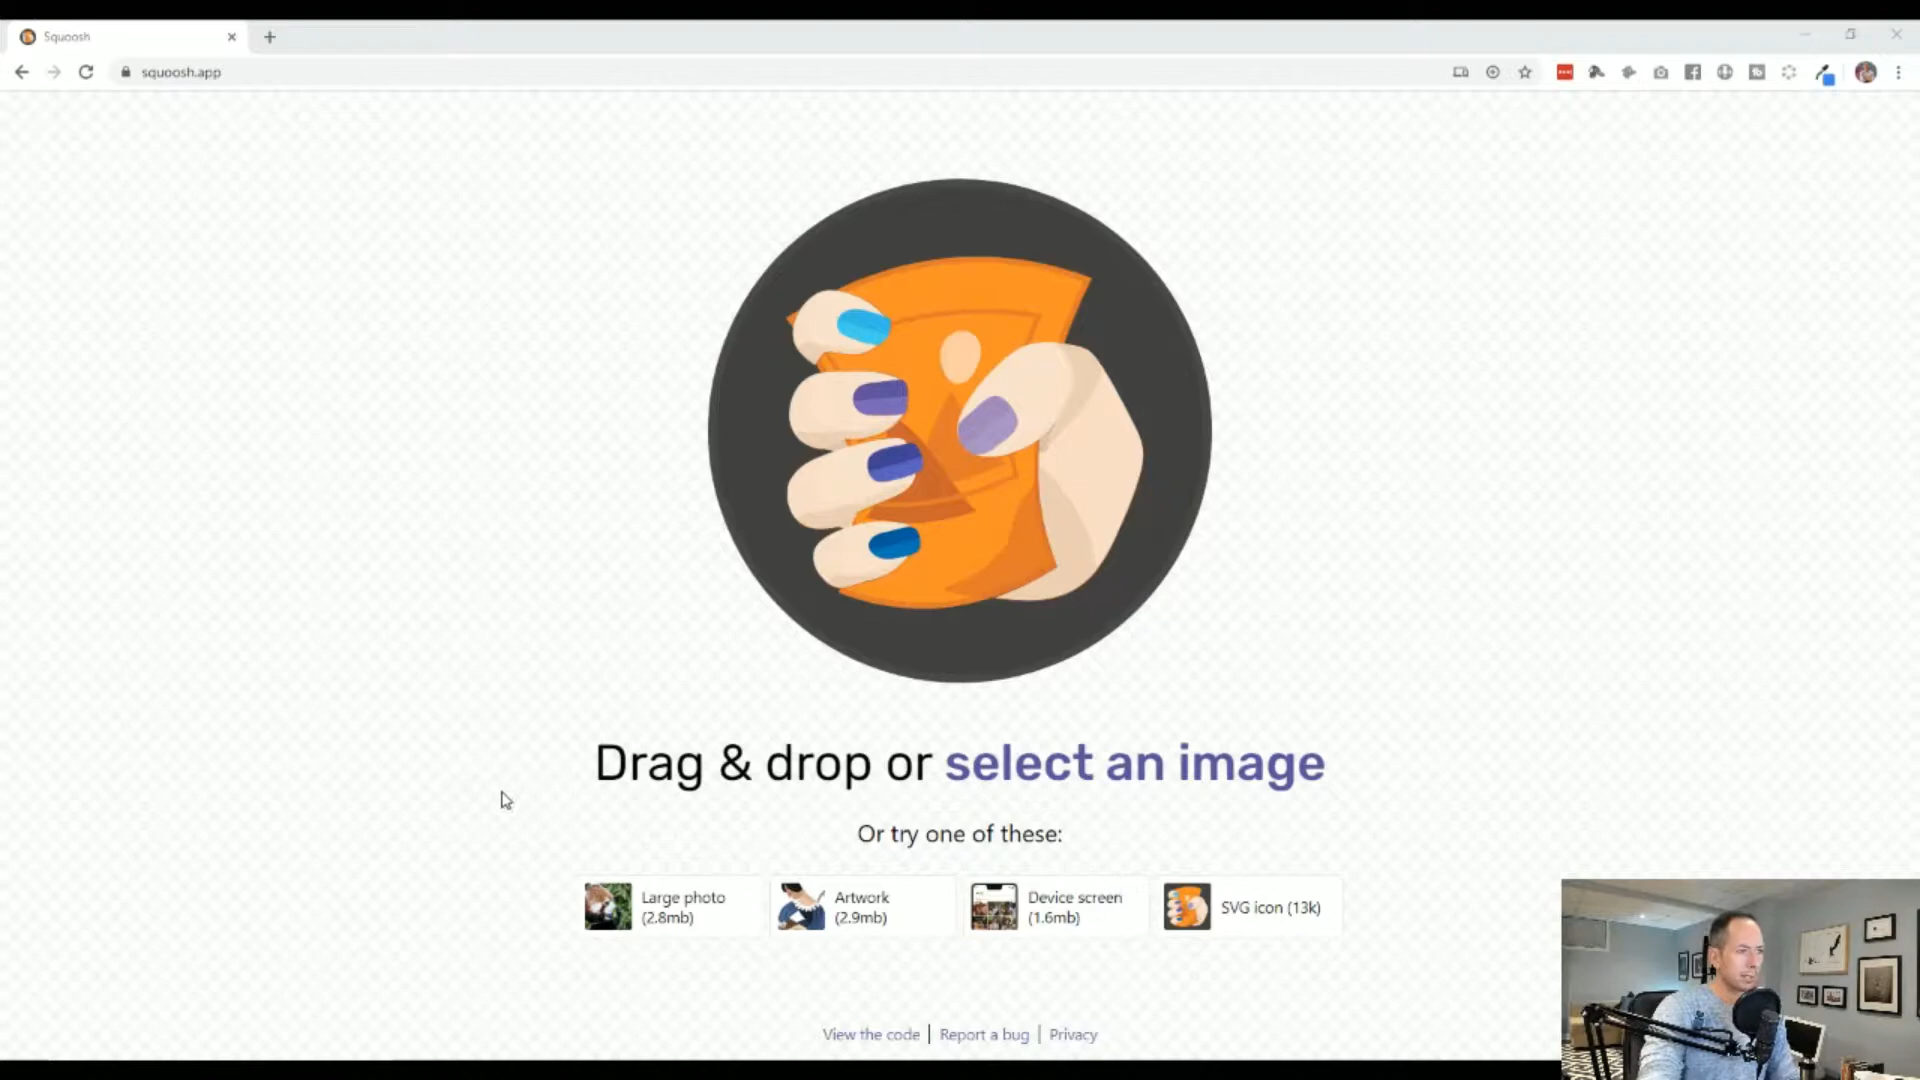 Squoosh
squoosh.app
Drag & drop or select an image
Or try one of these:
Large photo
(2.8mb)
Artwork
(2.9mb)
Device screen
(1.6mb)
SVG icon (13k)
View the code | Report a bug | Privacy